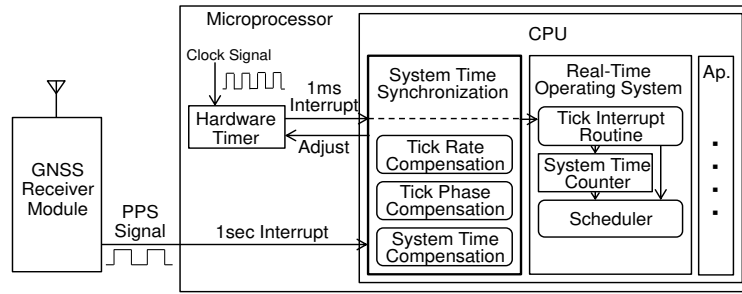 Microprocessor
CPU
Clock Signal
1ms
Interrupt
Hardware
Timer
Adjust
System Time
Synchronization
Tick Rate
Compensation
Tick Phase
Compensation
System Time
Compensation
Real-Time
Operating System
Tick Interrupt
Routine
System Time
Counter
Scheduler
Ap.
GNSS
Receiver
Module
PPS
Signal
1sec Interrupt